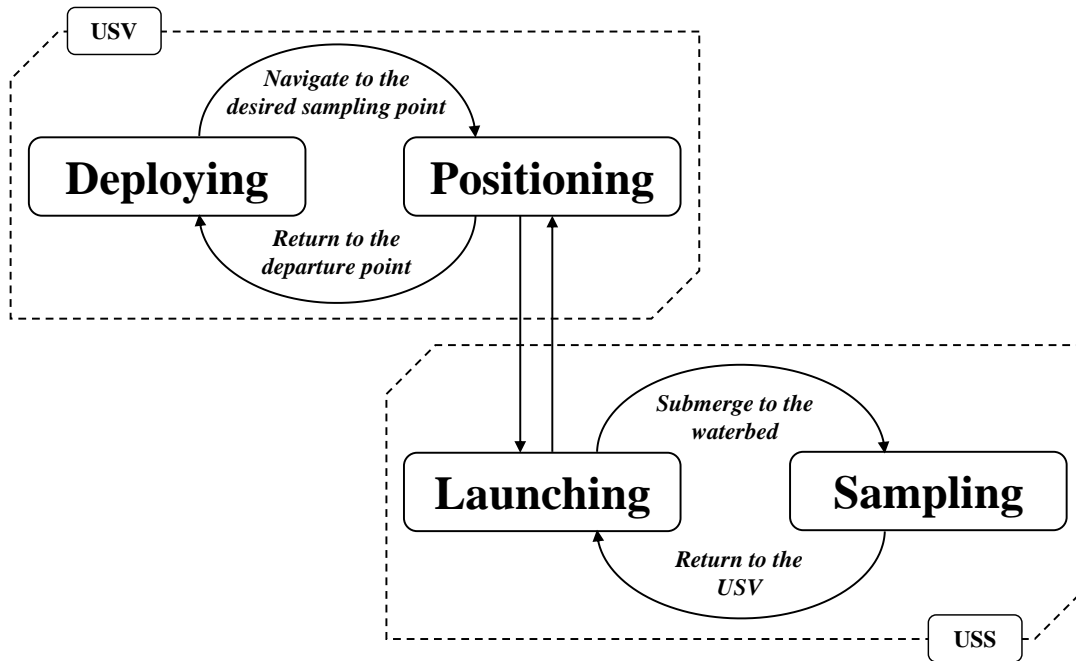 USV
Navigate to the
desired sampling point
Deploying
Positioning
Return to the
departure point
Submerge to the
waterbed
Launching
Sampling
Return to the
USV
USS